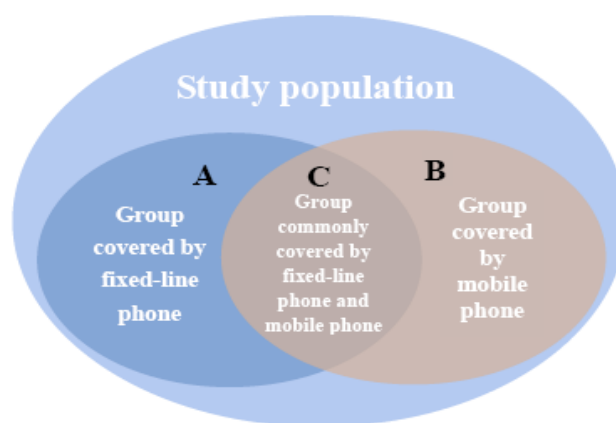 Study population
A
Group
covered by
fixed-line
phone
C
Group
commonly
covered by
fixed-line
phone and
mobile phone
B
Group
covered
by
mobile
phone